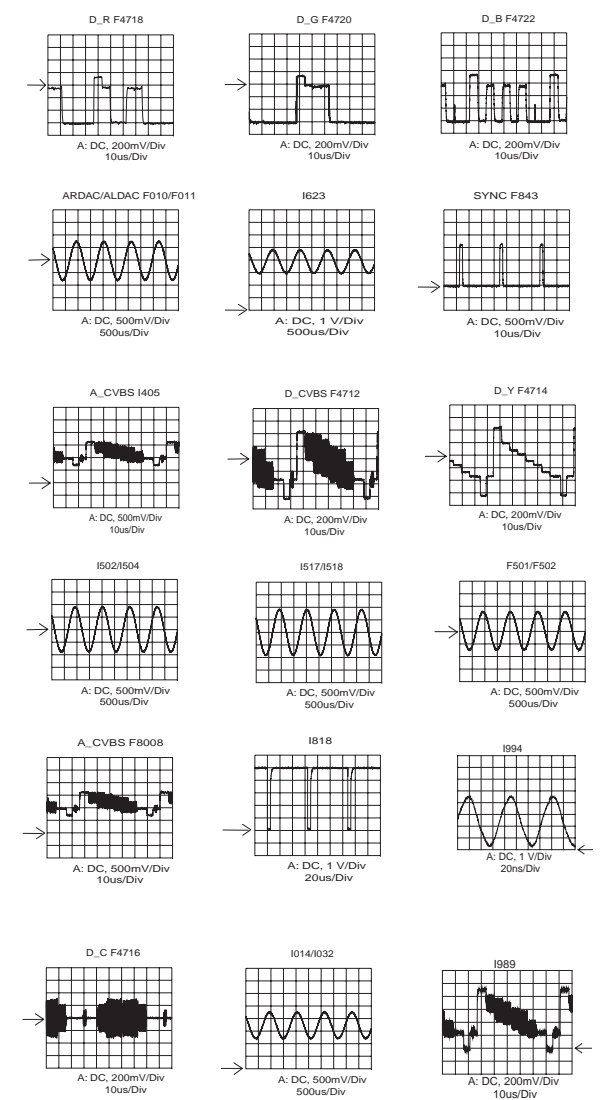 D_R F4718
A: DC, 200mV/Div
10us/Div
D_G F4720
A: DC, 200mV/Div
10us/Div
D_B F4722
A: DC, 200mV/Div
10us/Div
ARDAC/ALDAC F010/F011
A: DC, 500mV/Div
500us/Div
I623
A: DC, 1 V/Div
500us/Div
SYNC F843
A: DC, 500mV/Div
10us/Div
A_CVBS I405
A: DC, 500mV/Div
10us/Div
D_CVBS F4712
A: DC, 200mV/Div
10us/Div
D_Y F4714
A: DC, 200mV/Div
10us/Div
I502/I504
A: DC, 500mV/Div
500us/Div
I517/I518
A: DC, 500mV/Div
500us/Div
F501/F502
A: DC, 500mV/Div
500us/Div
A_CVBS F8008
A: DC, 500mV/Div
10us/Div
I818
A: DC, 1 V/Div
20us/Div
I994
A: DC, 1 V/Div
20ns/Div
D_C F4716
A: DC, 200mV/Div
10us/Div
I014/I032
A: DC, 500mV/Div
500us/Div
I989
A: DC, 200mV/Div
10us/Div